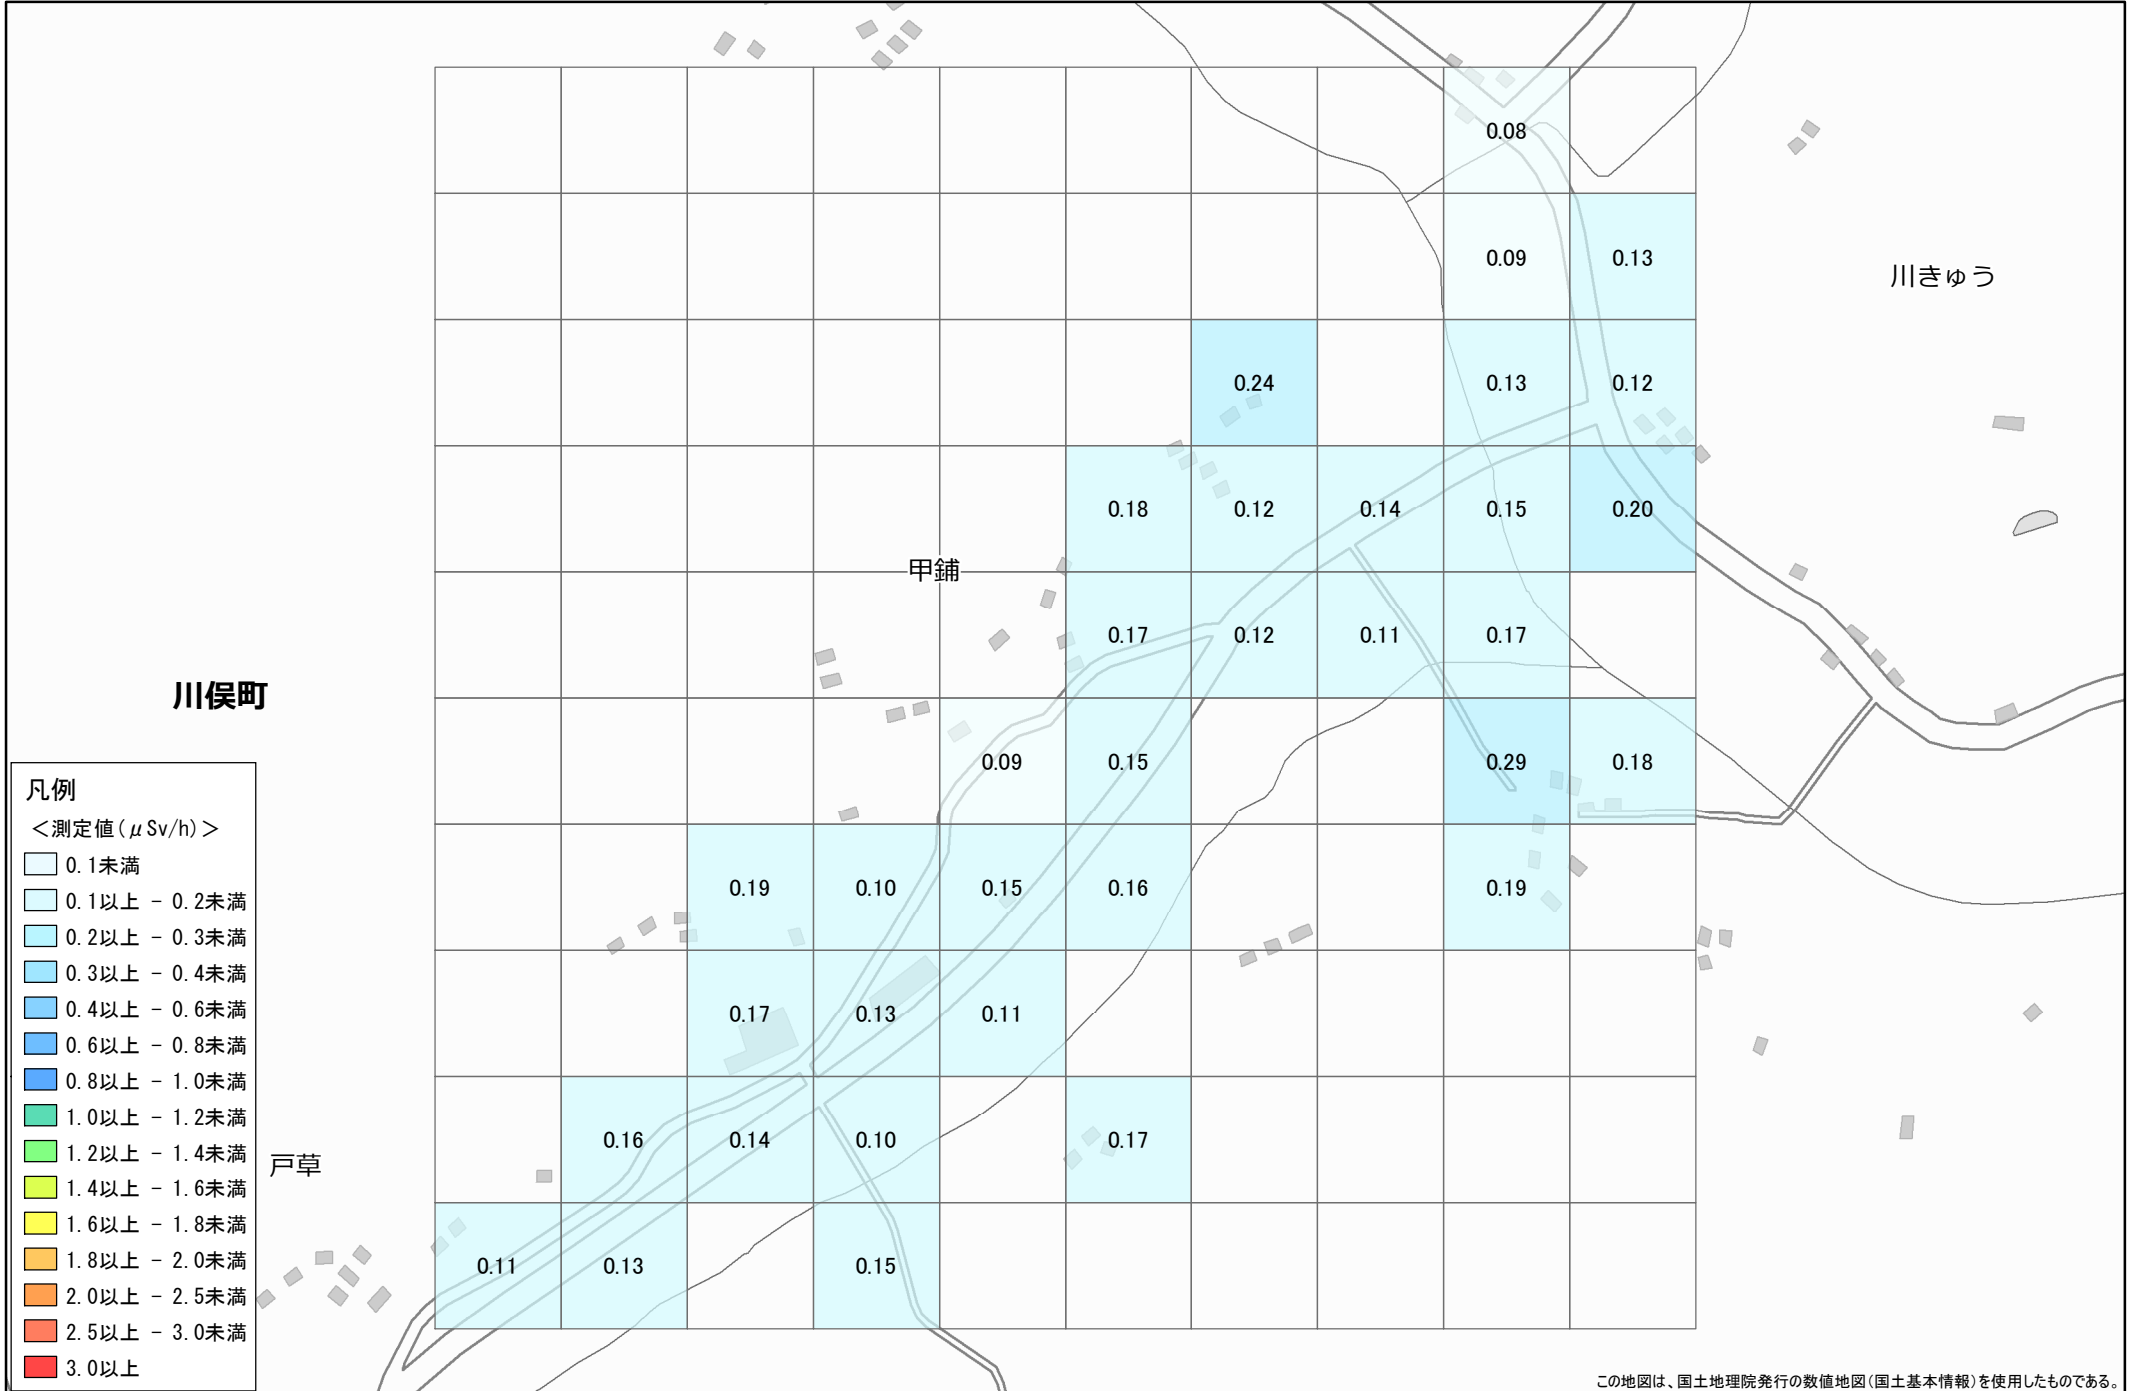 0.08
0.09 0.13
川きゅう
0.24 0.13 0.12
0.18 0.12 0.14 0.15 0.20
甲鋪
0.17 0.12 0.11 0.17
川俣町
0.09 0.15 0.29 0.18
0.19 0.10 0.15 0.16 0.19
0.17 0.13 0.11
0.16 0.14 0.10 0.17
戸草
0.11 0.13 0.15
凡例
＜測定値(μSv/h)＞
0.1未満
0.1以上 － 0.2未満
0.2以上 － 0.3未満
0.3以上 － 0.4未満
0.4以上 － 0.6未満
0.6以上 － 0.8未満
0.8以上 － 1.0未満
1.0以上 － 1.2未満
1.2以上 － 1.4未満
1.4以上 － 1.6未満
1.6以上 － 1.8未満
1.8以上 － 2.0未満
2.0以上 － 2.5未満
2.5以上 － 3.0未満
3.0以上
この地図は、国土地理院発行の数値地図(国土基本情報)を使用したものである。